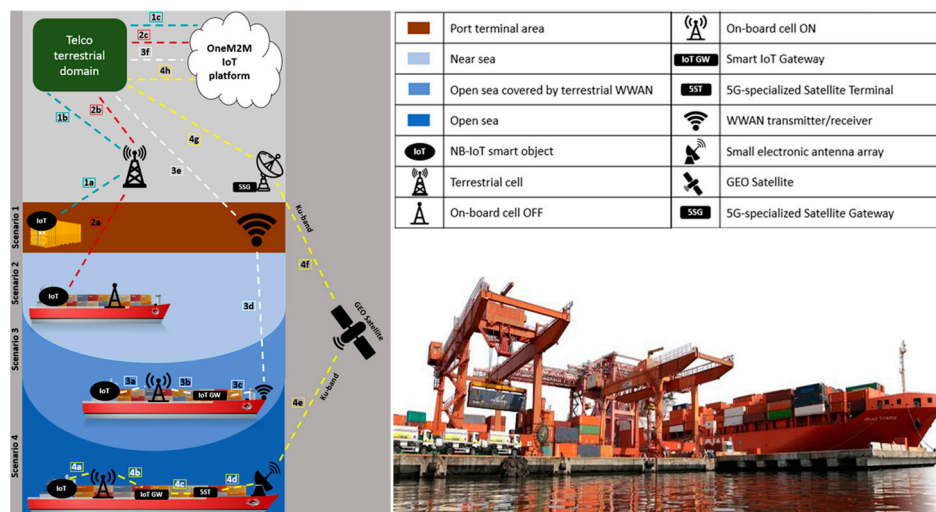 1c
Telco
terrestrial
domain
2c
3f
OneM2M
IoT
platform
4h
2b
1b
4g
3e
1a
5SG
Scenario 1
IoT
2a
Ku-band
4f
Scenario 2
IoT
3d
GEO Satellite
Scenario 3
IoT
3a
3b
IoT GW
3c
Ku-band
4e
Scenario 4
4a
IoT
4b
IoT GW
4c
5ST
4d
Port terminal area
On-board cell ON
Near sea
IoT GW
Smart IoT Gateway
Open sea covered by terrestrial WWAN
5ST
5G-specialized Satellite Terminal
Open sea
WWAN transmitter/receiver
IoT
NB-IoT smart object
Small electronic antenna array
Terrestrial cell
GEO Satellite
On-board cell OFF
5SG
5G-specialized Satellite Gateway